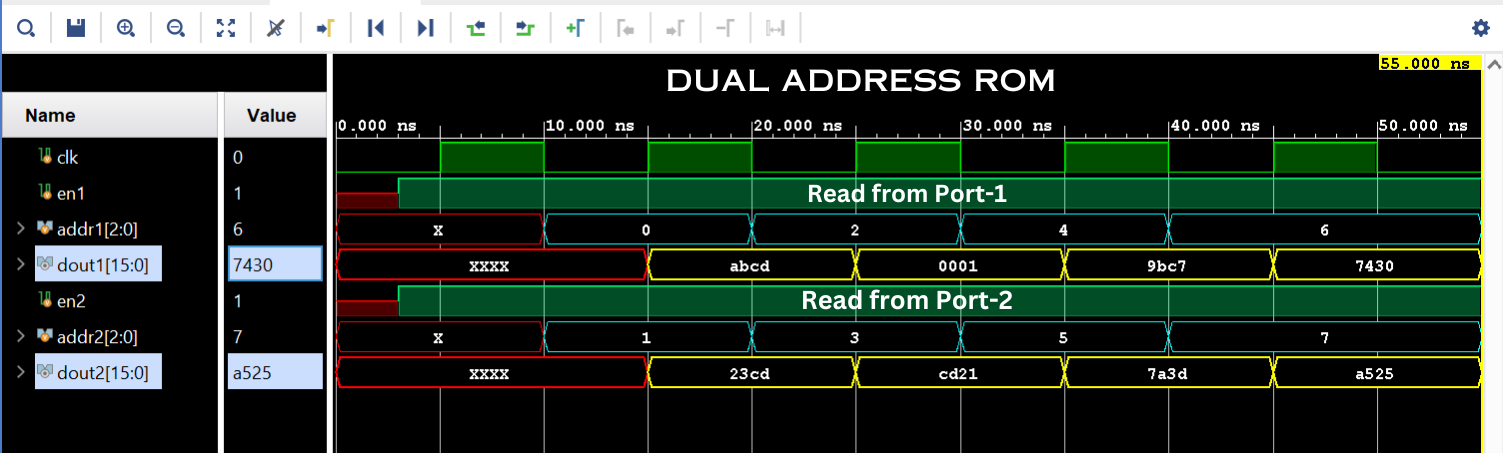 55.000 ns
DUAL ADDRESS ROM
Name Value
0.000 ns 10.000 ns 20.000 ns 30.000 ns 40.000 ns 50.000 ns
clk 0
en1 1 Read from Port-1
addr1[2:0] 6 X 0 2 4 6
dout1[15:0] 7430 XXXX abcd 0001 9bc7 7430
en2 1 Read from Port-2
addr2[2:0] 7 X 1 3 5 7
dout2[15:0] a525 XXXX 23cd cd21 7a3d a525